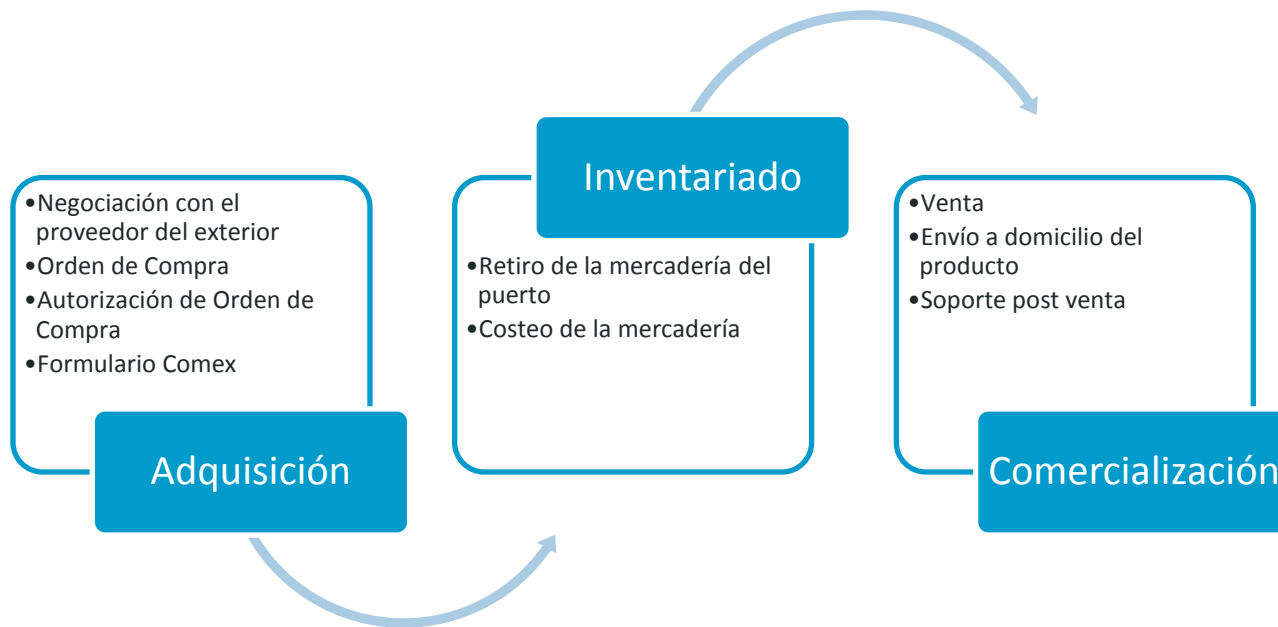 •Negociación con el
proveedor del exterior
•Orden de Compra
•Autorización de Orden de
Compra
•Formulario Comex
Adquisición
Inventariado
•Retiro de la mercadería del
puerto
•Costeo de la mercadería
•Venta
•Envío a domicilio del
producto
•Soporte post venta
Comercialización